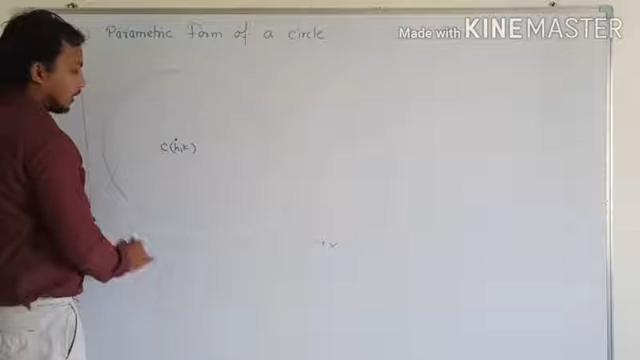 Parametric form of a circle
Made with KINEMASTER
C(h,k)